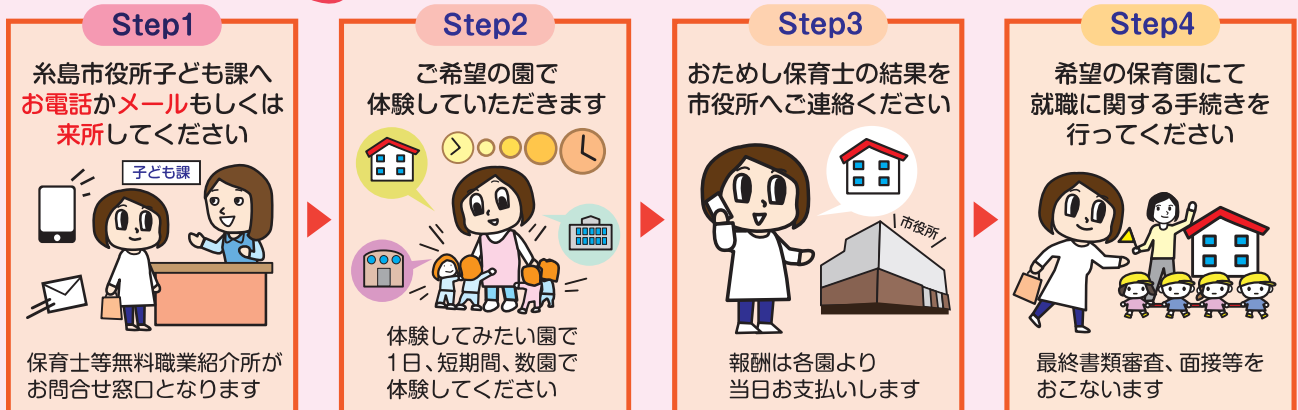 Step1
糸島市役所子ども課へ
お電話かメールもしくは
来所してください
子ども課
保育士等無料職業紹介所が
お問合せ窓口となります
Step2
ご希望の園で
体験していただきます
体験してみたい園で
1日、短期間、数園で
体験してください
Step3
おためし保育士の結果を
市役所へご連絡ください
市役所
報酬は各園より
当日お支払いします
Step4
希望の保育園にて
就職に関する手続きを
行ってください
最終書類審査、面接等を
おこないます